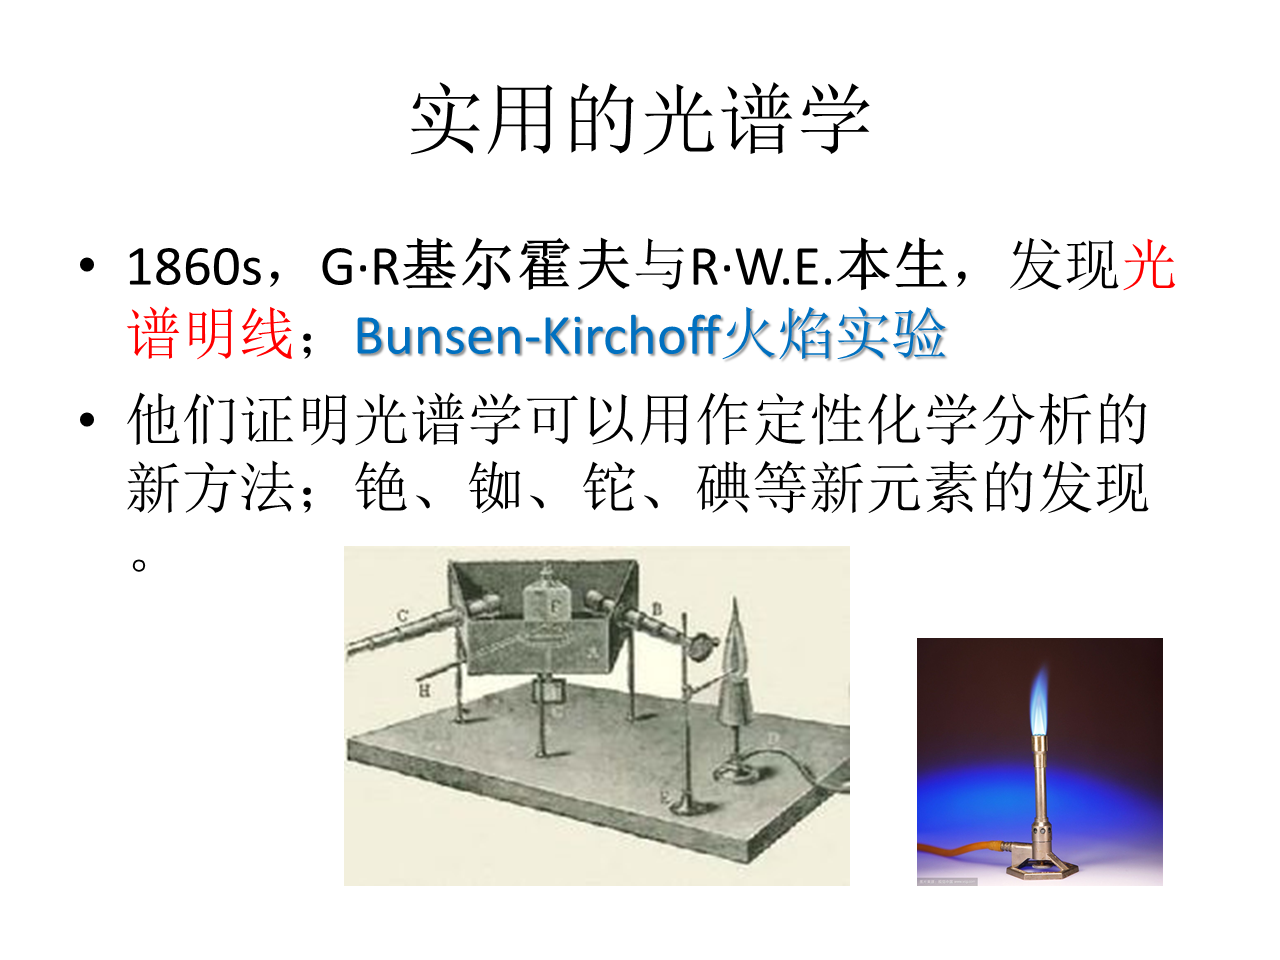 实用的光谱学
• 1860s，G·R基尔霍夫与R·W.E.本生，发现光
谱明线；Bunsen-Kirchoff火焰实验
• 他们证明光谱学可以用作定性化学分析的
新方法；铯、铷、铊、碘等新元素的发现
。
C
F
B
A
H
G
D
E